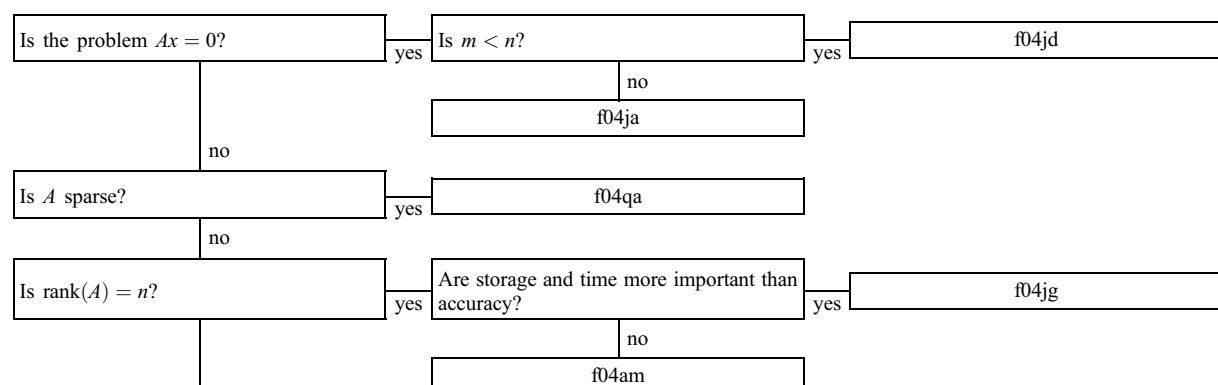 Is the problem Ax = 0?
yes
Is m < n?
yes
f04jd
no
f04ja
no
Is A sparse?
yes
f04qa
no
Is rank(A) = n?
yes
Are storage and time more important than
accuracy?
yes
f04jg
no
f04am